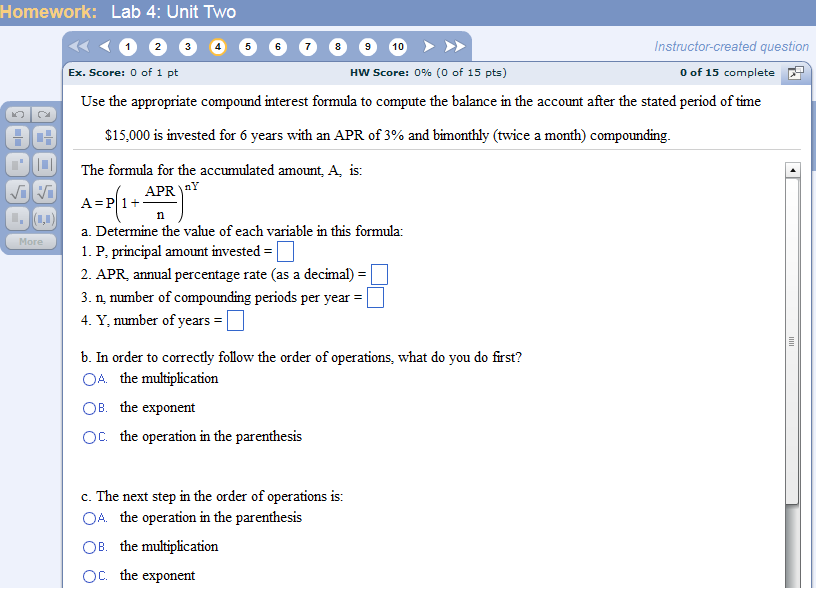 Homework: Lab 4: Unit Two
1 2 3 4 5 6 7 8 9 10
Instructor-created question
Ex. Score: 0 of 1 pt HW Score: 0% (0 of 15 pts) 0 of 15 complete
Use the appropriate compound interest formula to compute the balance in the account after the stated period of time
$15,000 is invested for 6 years with an APR of 3% and bimonthly (twice a month) compounding.
The formula for the accumulated amount, A, is:
A = P(1 + APR/n)^nY
a. Determine the value of each variable in this formula:
1. P, principal amount invested =
2. APR, annual percentage rate (as a decimal) =
3. n, number of compounding periods per year =
4. Y, number of years =
b. In order to correctly follow the order of operations, what do you do first?
A. the multiplication
B. the exponent
C. the operation in the parenthesis
c. The next step in the order of operations is:
A. the operation in the parenthesis
B. the multiplication
C. the exponent
More